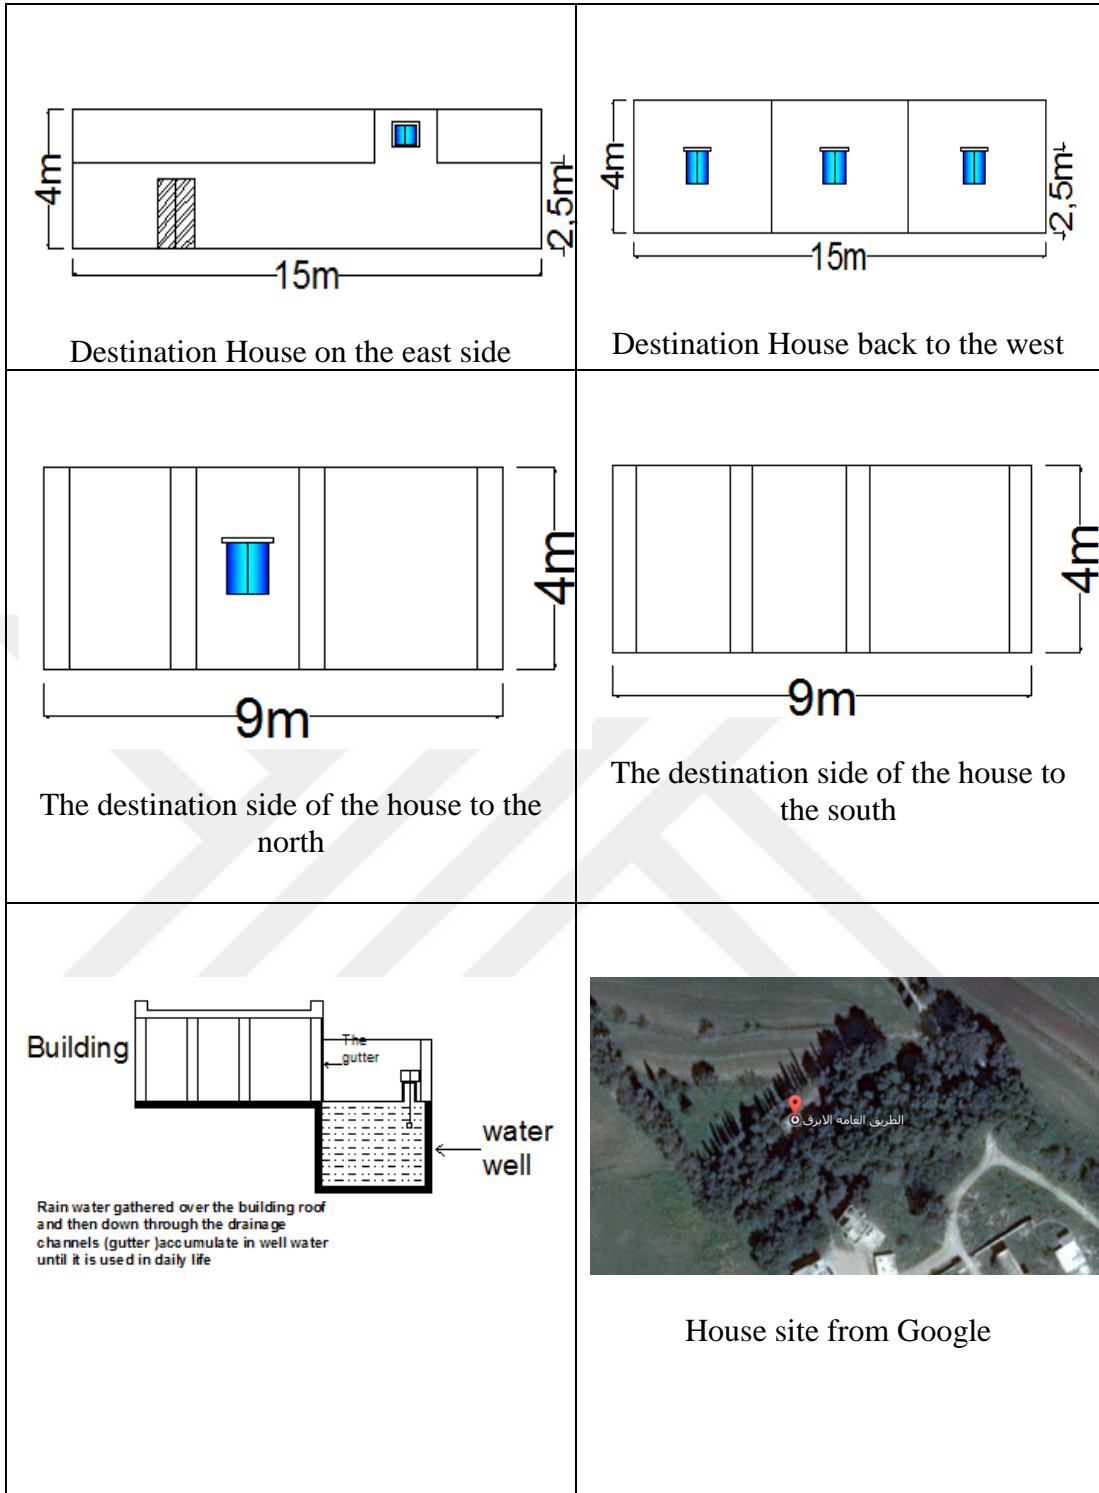 4m
2,5m
15m
Destination House on the east side
4m
2,5m
15m
Destination House back to the west
4m
9m
The destination side of the house to the
north
4m
9m
The destination side of the house to
the south
Building
The
gutter
water
well
Rain water gathered over the building roof
and then down through the drainage
channels (gutter )accumulate in well water
until it is used in daily life
الطريق العامه الابرق
House site from Google